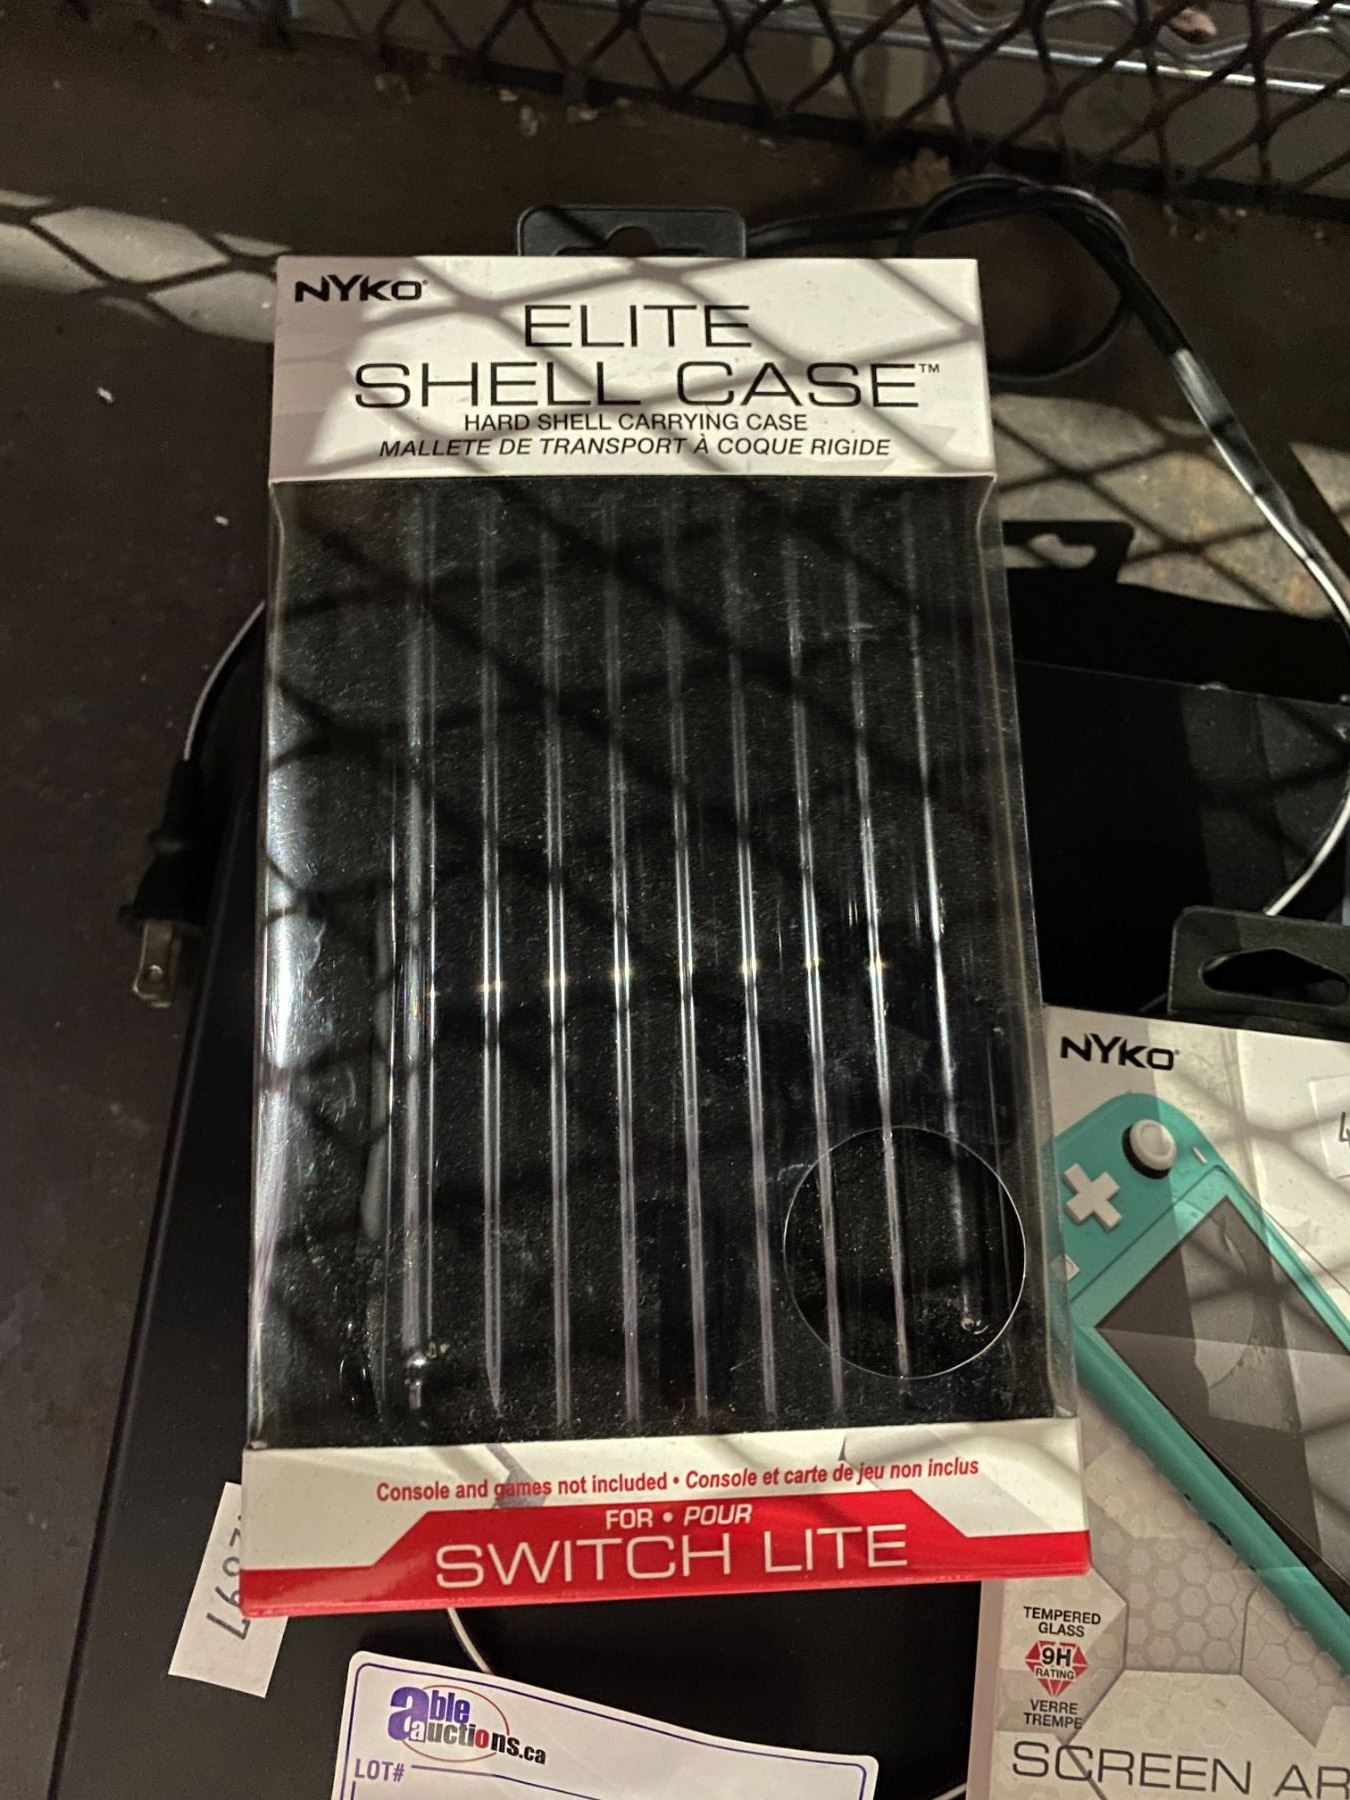 NYKO
ELITE
SHELL CASE™
HARD SHELL CARRYING CASE
MALLETE DE TRANSPORT À COQUE RIGIDE
Console and games not included • Console et carte de jeu non inclus
FOR • POUR
SWITCH LITE
NYKO
TEMPERED
GLASS
9H
RATING
VERRE
TREMPE
SCREEN AR
able
auctions.ca
LOT#